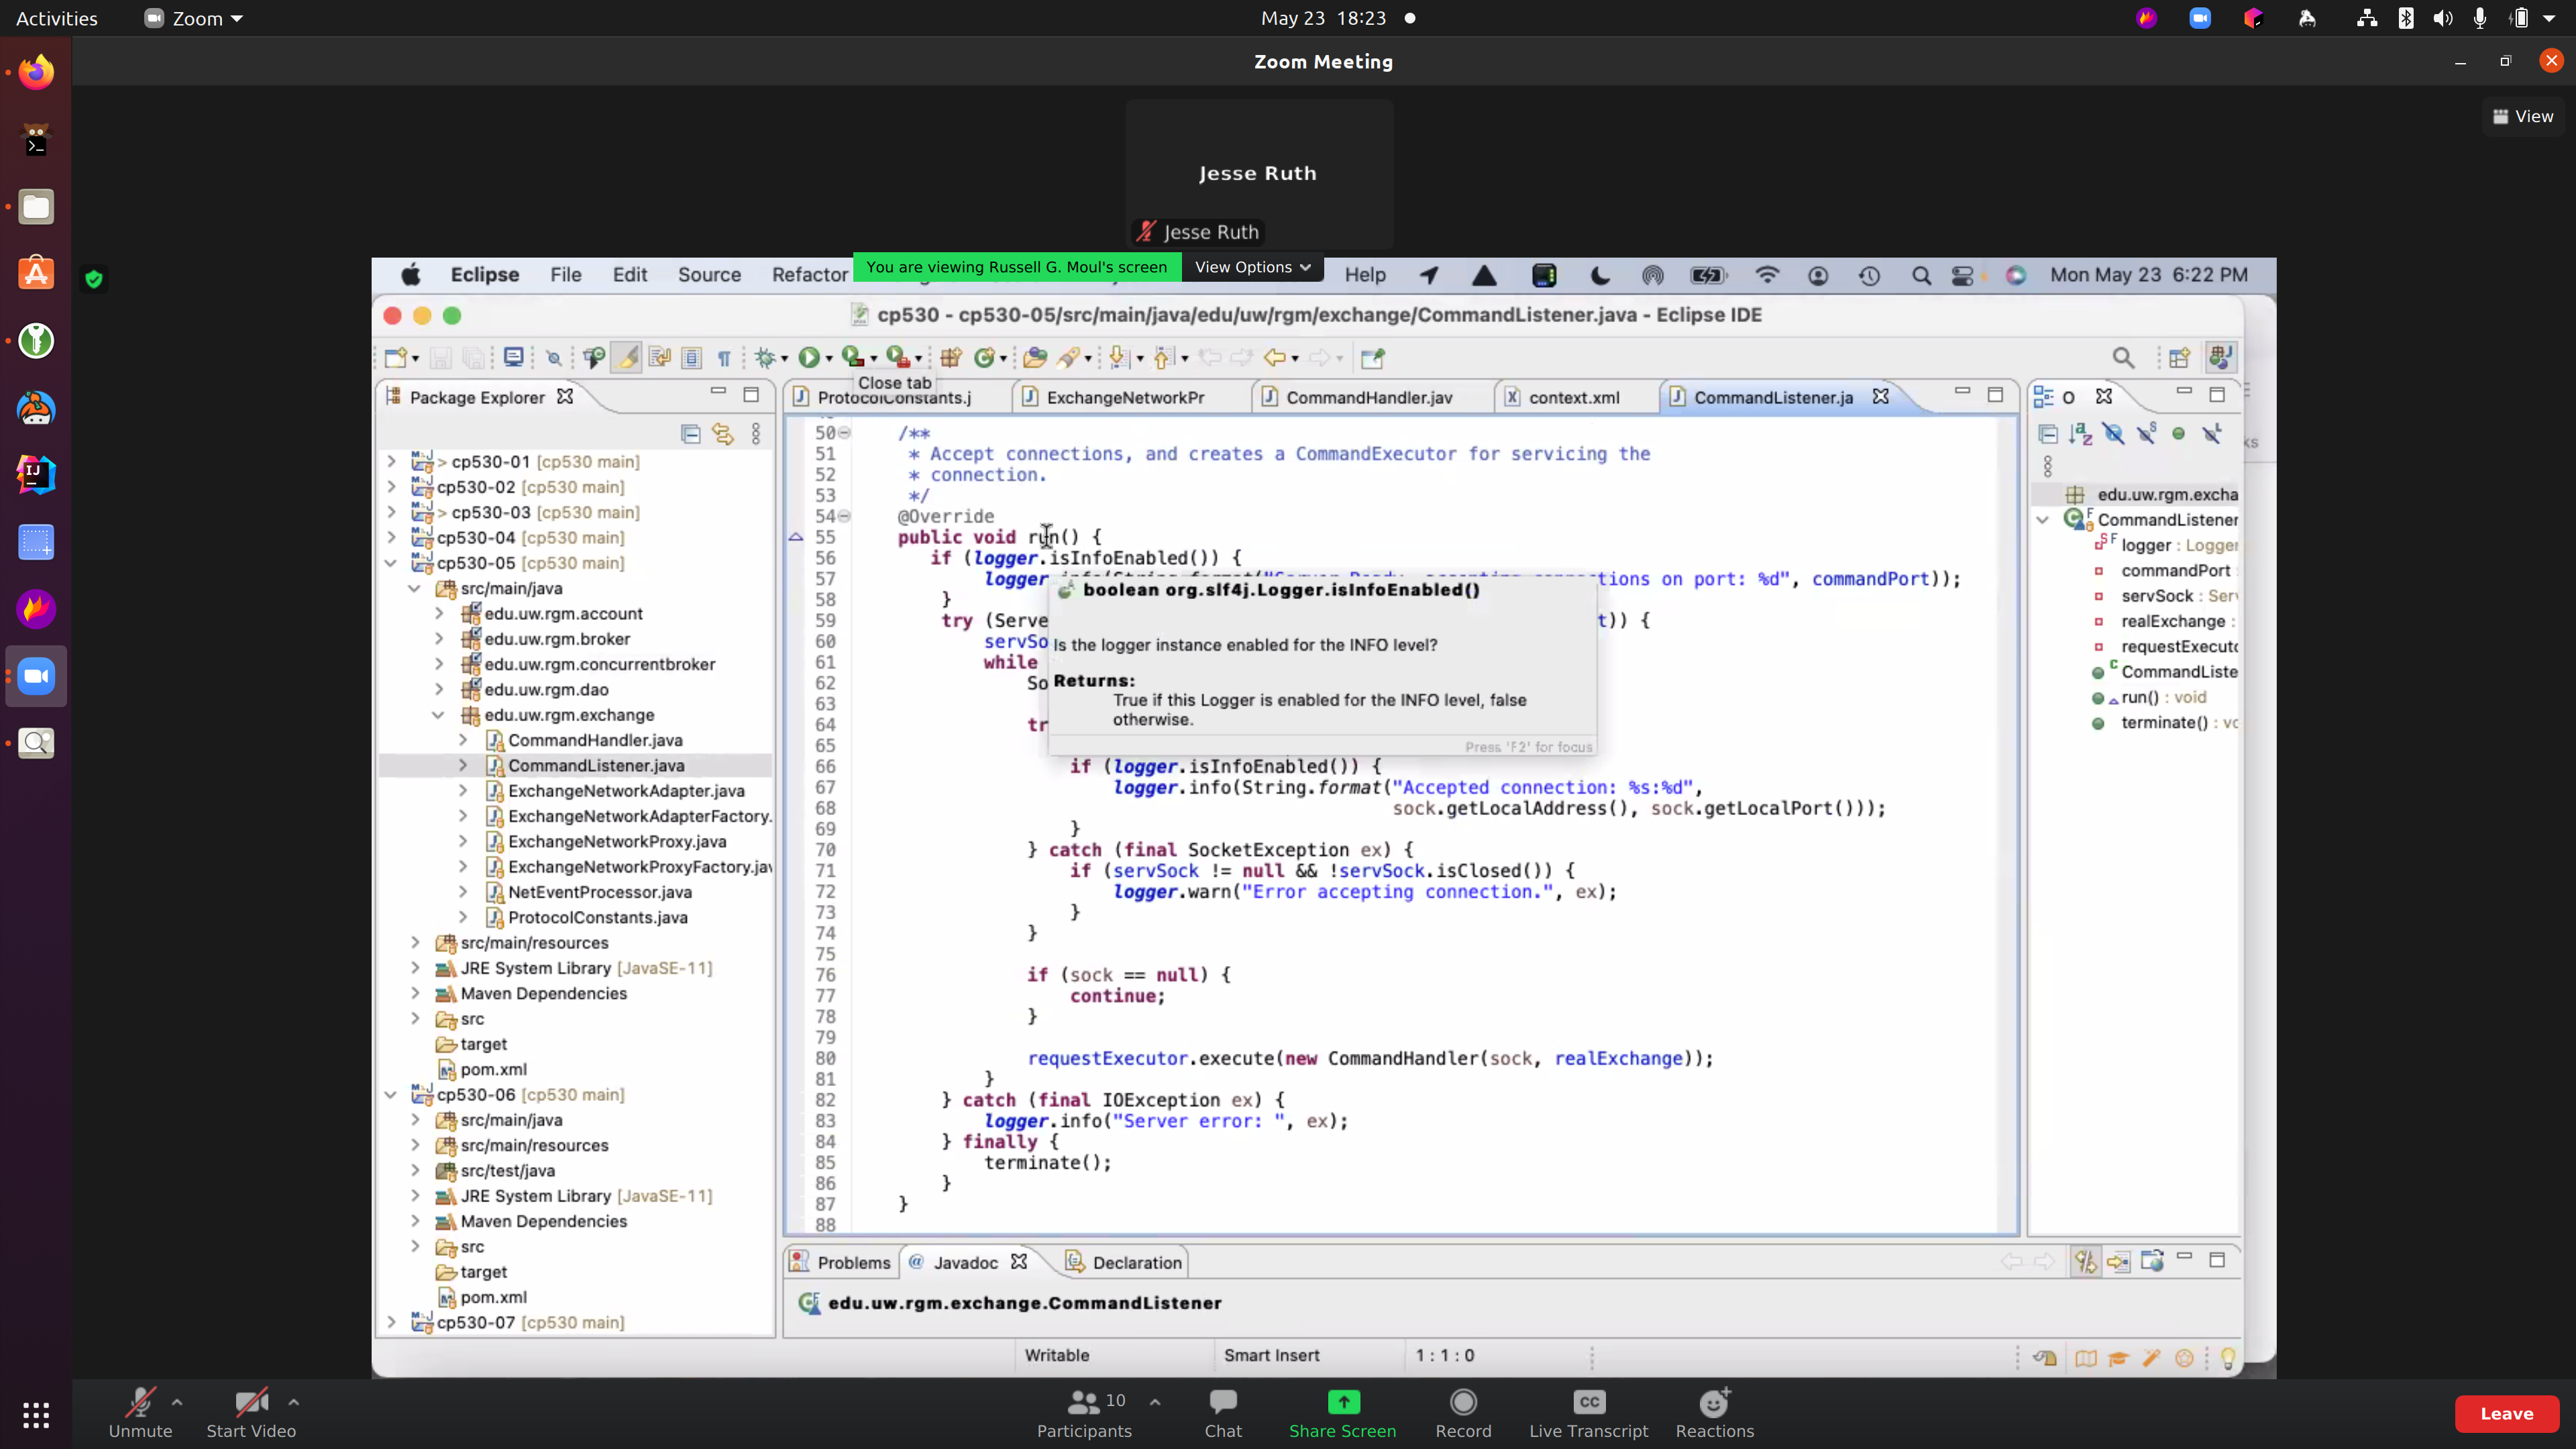 Activities
Zoom
May 23 18:23
Zoom Meeting
View
Jesse Ruth
Jesse Ruth
You are viewing Russell G. Moul's screen
View Options
Eclipse File Edit Source Refactor
Help
Mon May 23 6:22 PM
cp530 - cp530-05/src/main/java/edu/uw/rgm/exchange/CommandListener.java - Eclipse IDE
Close tab
Package Explorer
ProtocolConstants.j
ExchangeNetworkPr
CommandHandler.jav
context.xml
CommandListener.ja
O
> cp530-01 [cp530 main]
cp530-02 [cp530 main]
> cp530-03 [cp530 main]
cp530-04 [cp530 main]
cp530-05 [cp530 main]
src/main/java
edu.uw.rgm.account
edu.uw.rgm.broker
edu.uw.rgm.concurrentbroker
edu.uw.rgm.dao
edu.uw.rgm.exchange
CommandHandler.java
CommandListener.java
ExchangeNetworkAdapter.java
ExchangeNetworkAdapterFactory.
ExchangeNetworkProxy.java
ExchangeNetworkProxyFactory.jav
NetEventProcessor.java
ProtocolConstants.java
src/main/resources
JRE System Library [JavaSE-11]
Maven Dependencies
src
target
pom.xml
cp530-06 [cp530 main]
src/main/java
src/main/resources
src/test/java
JRE System Library [JavaSE-11]
Maven Dependencies
src
target
pom.xml
cp530-07 [cp530 main]
50 /**
51 * Accept connections, and creates a CommandExecutor for servicing the
52 * connection.
53 */
54 @Override
55 public void run() {
56 if (logger.isInfoEnabled()) {
57 logger.info(String.format("Server Ready, accepting connections on port: %d", commandPort));
58 }
59 try (Serve t)) {
60 servSo
61 while
62 So
63
64 tr
65
66 if (logger.isInfoEnabled()) {
67 logger.info(String.format("Accepted connection: %s:%d",
68 sock.getLocalAddress(), sock.getLocalPort()));
69 }
70 } catch (final SocketException ex) {
71 if (servSock != null && !servSock.isClosed()) {
72 logger.warn("Error accepting connection.", ex);
73 }
74 }
75
76 if (sock == null) {
77 continue;
78 }
79
80 requestExecutor.execute(new CommandHandler(sock, realExchange));
81 }
82 } catch (final IOException ex) {
83 logger.info("Server error: ", ex);
84 } finally {
85 terminate();
86 }
87 }
88
boolean org.slf4j.Logger.isInfoEnabled()
Is the logger instance enabled for the INFO level?
Returns:
True if this Logger is enabled for the INFO level, false
otherwise.
Press 'F2' for focus
edu.uw.rgm.excha
CommandListener
logger : Logger
commandPort
servSock : Serv
realExchange :
requestExecuto
CommandListe
run() : void
terminate() : vo
ks
Problems
@ Javadoc
Declaration
edu.uw.rgm.exchange.CommandListener
Writable
Smart Insert
1 : 1 : 0
Unmute
Start Video
10
Participants
Chat
Share Screen
Record
CC
Live Transcript
Reactions
Leave